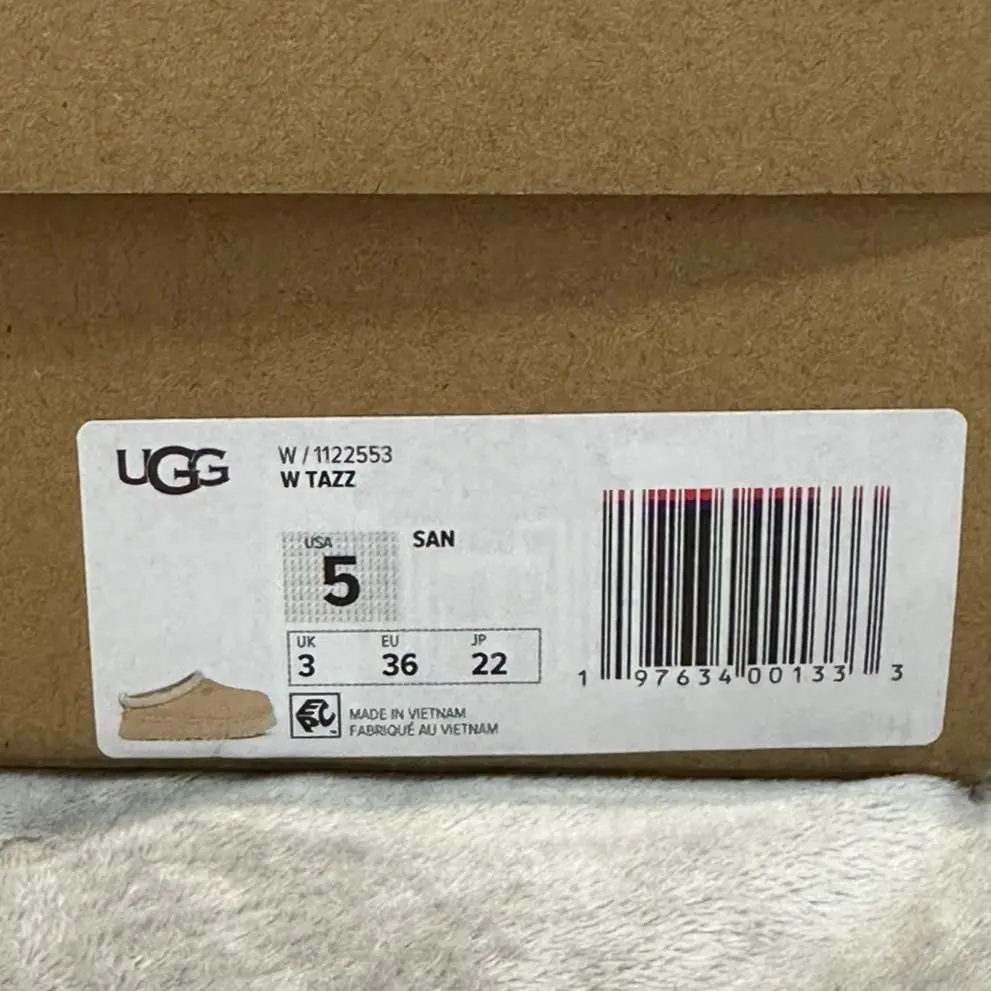 UGG
W / 1122553
W TAZZ
USA
5
SAN
UK EU JP
3 36 22
MADE IN VIETNAM
FABRIQUÉ AU VIETNAM
1 97634 00133 3